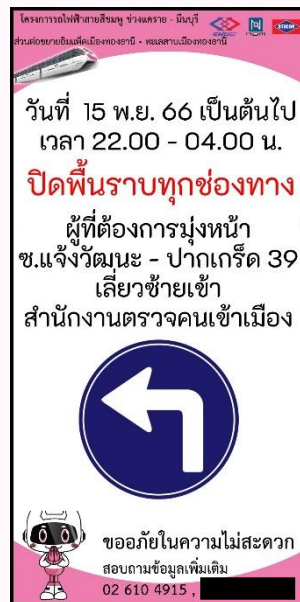 โครงการรถไฟฟ้าสายสีชมพู ช่วงแคราย - มีนบุรี
ส่วนต่อขยายอิมแพ็คเมืองทองธานี - ทะเลสาบเมืองทองธานี
วันที่ 15 พ.ย. 66 เป็นต้นไป
เวลา 22.00 - 04.00 น.
ปิดพื้นราบทุกช่องทาง
ผู้ที่ต้องการมุ่งหน้า
ซ.แจ้งวัฒนะ - ปากเกร็ด 39
เลี้ยวซ้ายเข้า
สำนักงานตรวจคนเข้าเมือง
ขออภัยในความไม่สะดวก
สอบถามข้อมูลเพิ่มเติม
02 610 4915 ,